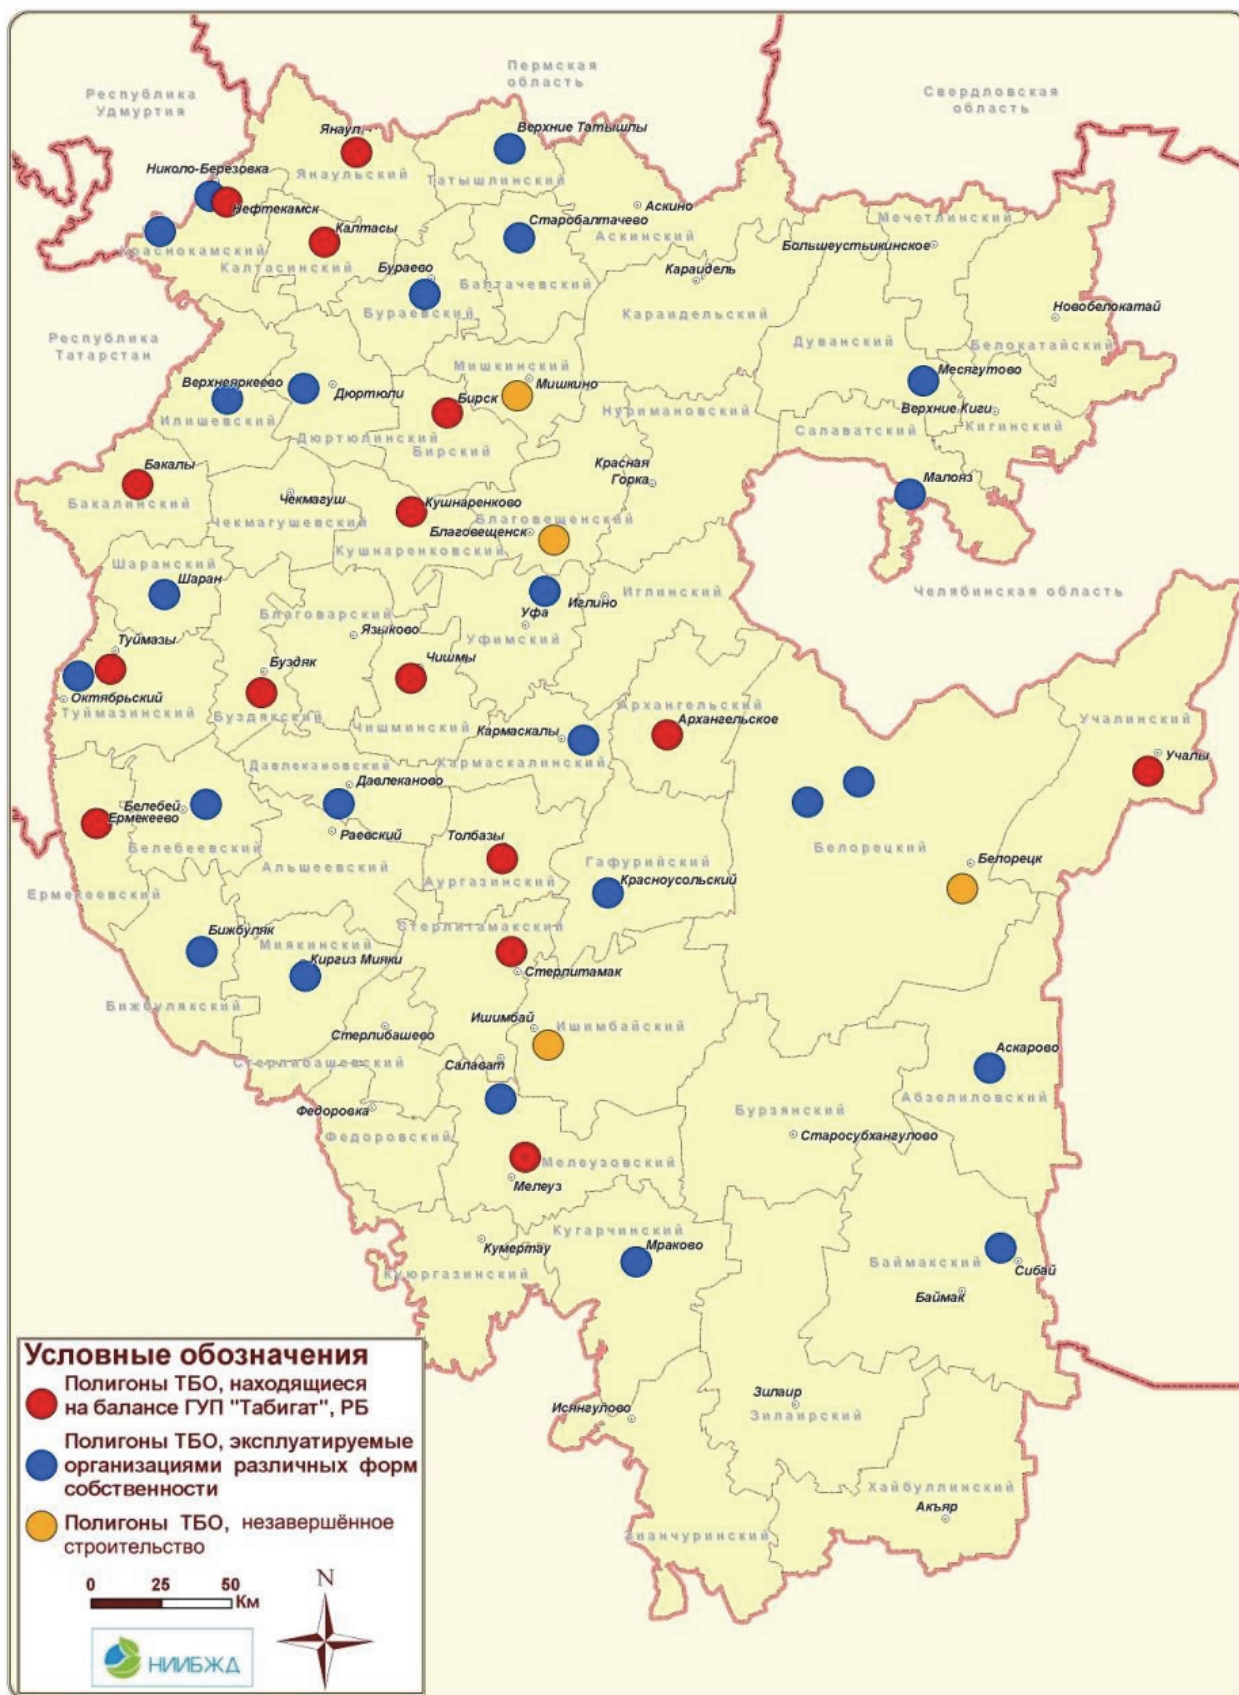 Пермская
область
Республика
Удмуртия
Свердловская
область
Янаул
Верхние Татышлы
Николо-Березовка
Янаульский
Татышлинский
Нефтекамск
Аскино
Старобалтачево
Мечетлинский
Калтасы
Аскинский
Большеустьикинское
Краснокамский
Калтасинский
Бураево
Балтачевский
Караидель
Бураевский
Караидельский
Новобелокатай
Республика
Татарстан
Дуванский
Белокатайский
Мишкинский
Месягутово
Верхнеяркеево
Дюртюли
Мишкино
Бирск
Верхние Киги
Илишевский
Нуримановский
Дюртюлинский
Салаватский
Кигинский
Бирский
Бакалы
Красная
Горка
Малояз
Бакалинский
Чекмагуш
Кушнаренково
Чекмагушевский
Благовещенский
Благовещенск
Кушнаренковский
Шаранский
Шаран
Иглинский
Челябинская область
Иглино
Благоварский
Уфа
Языково
Уфимский
Туймазы
Буздяк
Чишмы
Октябрьский
Туймазинский
Буздякский
Архангельский
Чишминский
Кармаскалы
Архангельское
Учалинский
Учалы
Давлекановский
Кармаскалинский
Давлеканово
Белебей
Ермекеево
Раевский
Толбазы
Белебеевский
Белорецкий
Альшеевский
Гафурийский
Белорецк
Аургазинский
Красноусольский
Ермекеевский
Стерлитамакский
Бижбуляк
Миякинский
Киргиз Мияки
Стерлитамак
Бижбулякский
Ишимбай
Ишимбайский
Стерлибашево
Аскарово
Стерлибашевский
Салават
Абзелиловский
Федоровка
Бурзянский
Федоровский
Старосубхангулово
Мелеузовский
Мелеуз
Кугарчинский
Кумертау
Мраково
Баймакский
Сибай
Куюргазинский
Баймак
Зилаир
Исянгулово
Зилаирский
Хайбуллинский
Акъяр
Зианчуринский
Условные обозначения
Полигоны ТБО, находящиеся
на балансе ГУП "Табигат", РБ
Полигоны ТБО, эксплуатируемые
организациями различных форм
собственности
Полигоны ТБО, незавершённое
строительство
0 25 50
Км
N
НИИБЖД